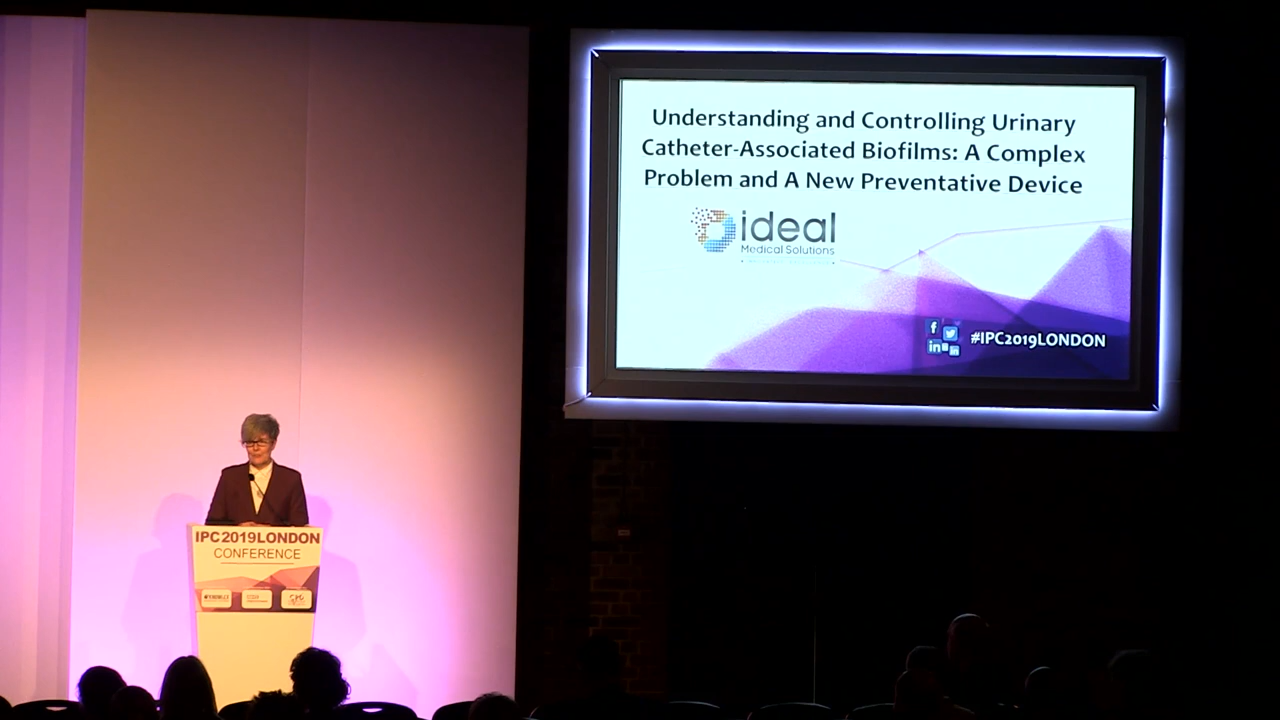 Understanding and Controlling Urinary
Catheter-Associated Biofilms: A Complex
Problem and A New Preventative Device
ideal
Medical Solutions
#IPC2019LONDON
IPC2019LONDON
CONFERENCE